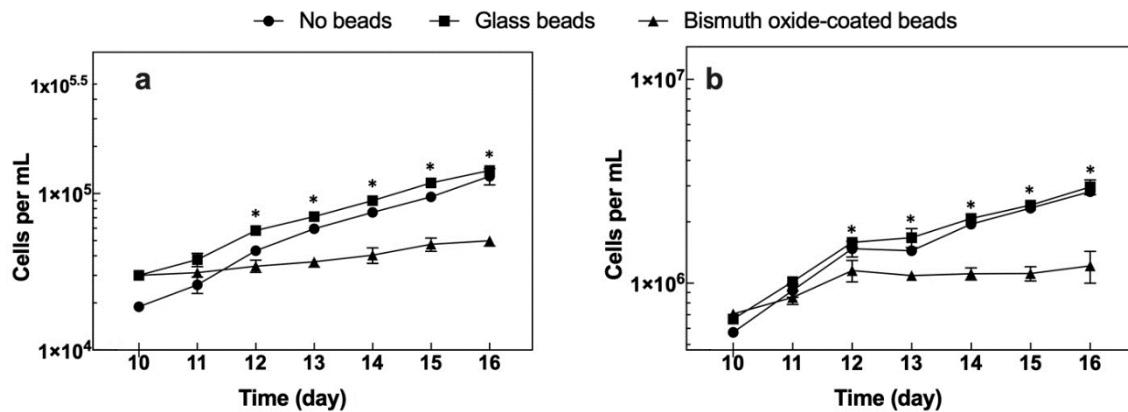 No beads Glass beads Bismuth oxide-coated beads
a
1×10^5.5
1×10^5
1×10^4
Cells per mL
* * * * *
10 11 12 13 14 15 16
Time (day)
b
1×10^7
1×10^6
Cells per mL
* * * * *
10 11 12 13 14 15 16
Time (day)